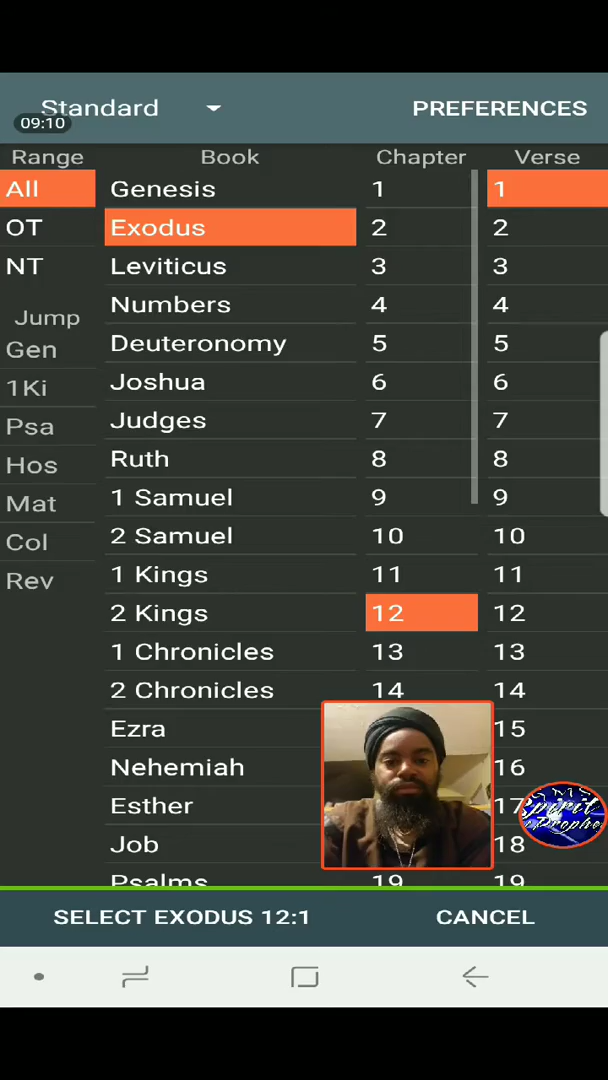 Standard
PREFERENCES
09:10
Range
Book
Chapter
Verse
All
Genesis
1
1
OT
Exodus
2
2
NT
Leviticus
3
3
Numbers
4
4
Jump
Gen
Deuteronomy
5
5
1Ki
Joshua
6
6
Psa
Judges
7
7
Hos
Ruth
8
8
Mat
1 Samuel
9
9
Col
2 Samuel
10
10
Rev
1 Kings
11
11
2 Kings
12
12
1 Chronicles
13
13
2 Chronicles
14
14
Ezra
15
Nehemiah
16
Esther
17
Spirit
Job
18
Psalms
19
19
SELECT EXODUS 12:1
CANCEL